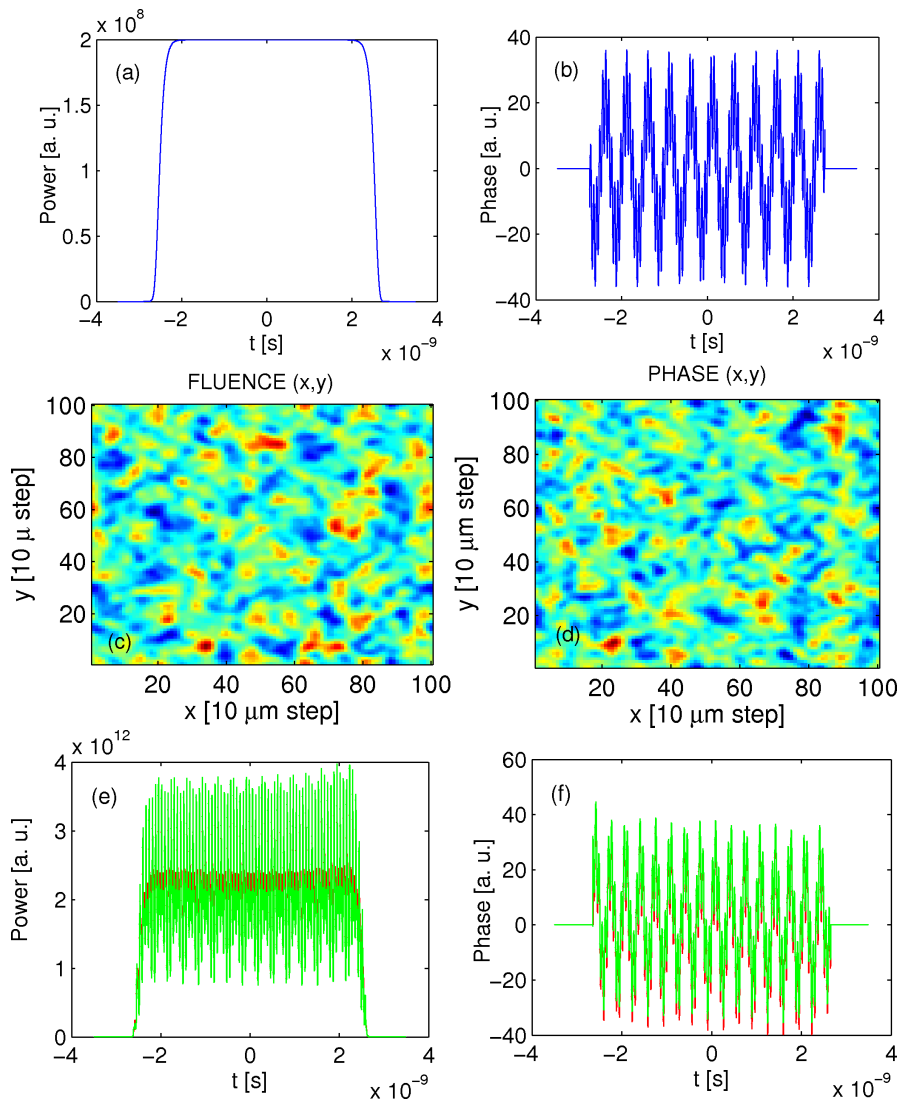 x 10^8
2
1.5
1
0.5
0
Power [a. u.]
(a)
−4 −2 0 2 4
t [s]
x 10^−9
40
20
0
−20
−40
Phase [a. u.]
(b)
−4 −2 0 2 4
t [s]
x 10^−9
FLUENCE (x,y)
100
80
60
40
20
y [10 μ step]
(c)
20 40 60 80 100
x [10 μm step]
PHASE (x,y)
100
80
60
40
20
y [10 μm step]
(d)
20 40 60 80 100
x [10 μm step]
x 10^12
4
3
2
1
0
Power [a. u.]
(e)
−4 −2 0 2 4
t [s]
x 10^−9
60
40
20
0
−20
−40
Phase [a. u.]
(f)
−4 −2 0 2 4
t [s]
x 10^−9